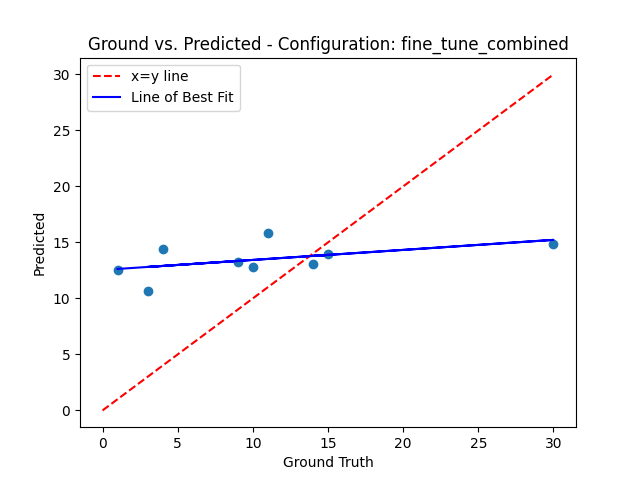 Ground vs. Predicted - Configuration: fine_tune_combined
x=y line
Line of Best Fit
30
25
20
15
10
5
0
Predicted
0 5 10 15 20 25 30
Ground Truth